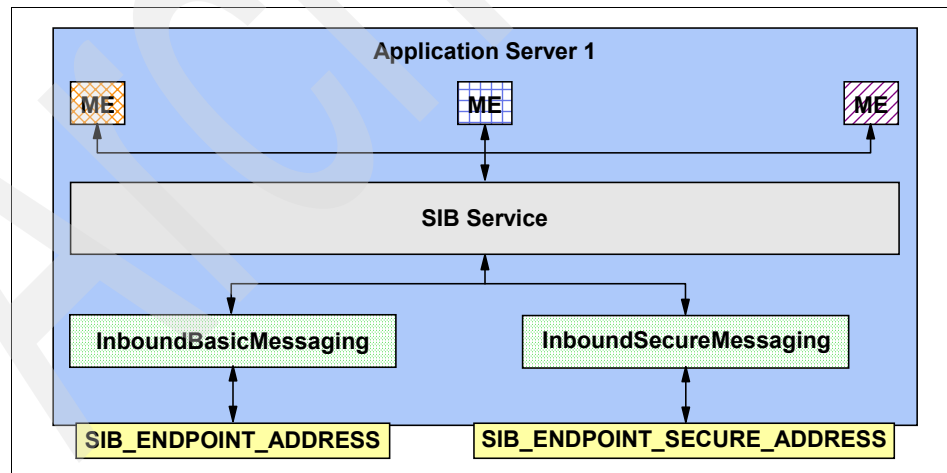 Application Server 1
ME ME ME
SIB Service
InboundBasicMessaging InboundSecureMessaging
SIB_ENDPOINT_ADDRESS SIB_ENDPOINT_SECURE_ADDRESS